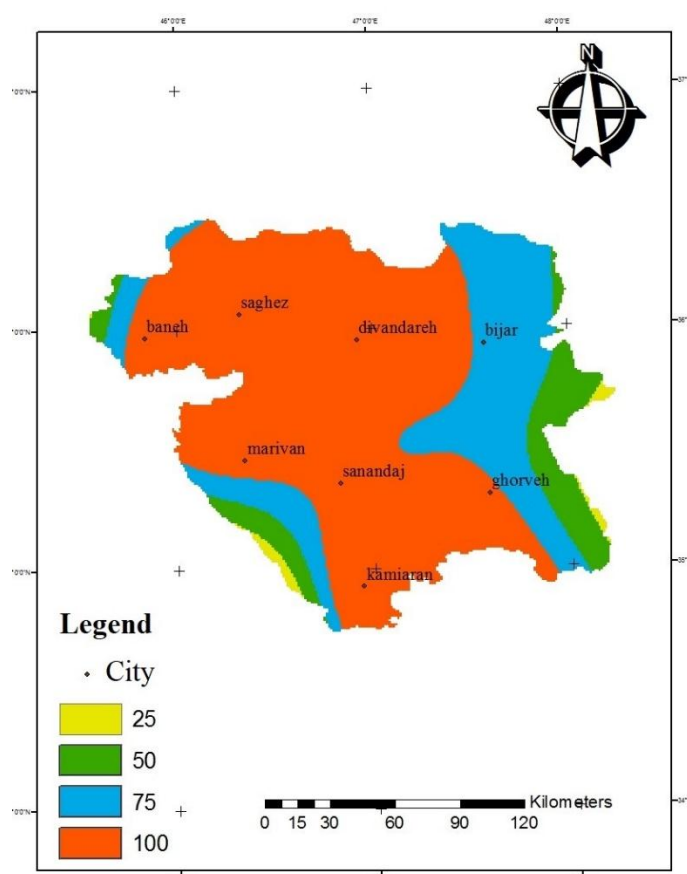 46°0'0"E 47°0'0"E 48°0'0"E
N
saghez
baneh
divandareh
bijar
marivan
sanandaj
ghorveh
kamiaran
Legend
City
25
50
75
100
Kilometers
0 15 30 60 90 120